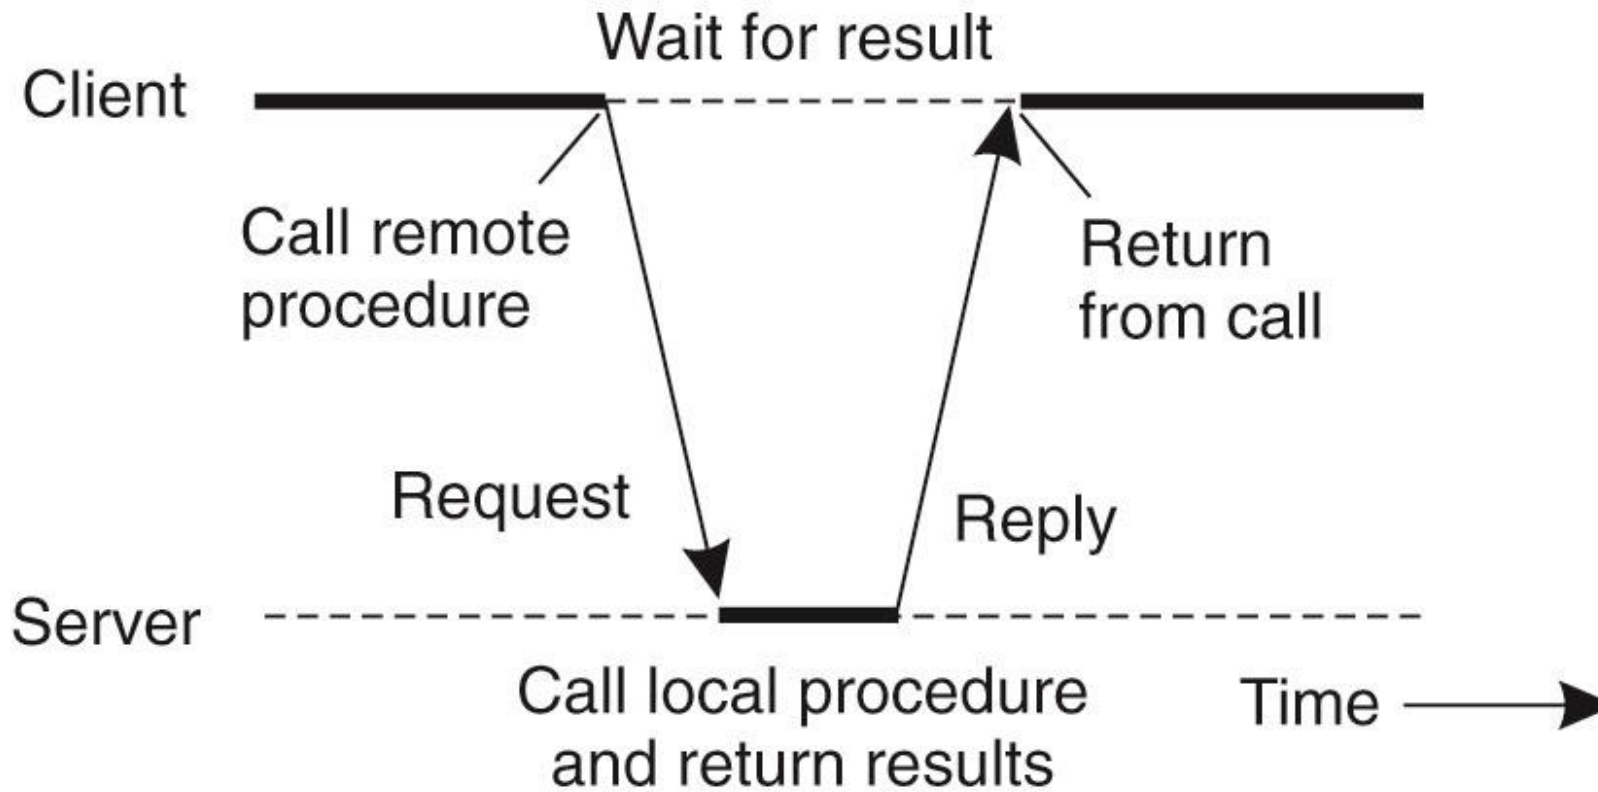 Wait for result
Client
Call remote
procedure
Return
from call
Request
Reply
Server
Call local procedure
and return results
Time